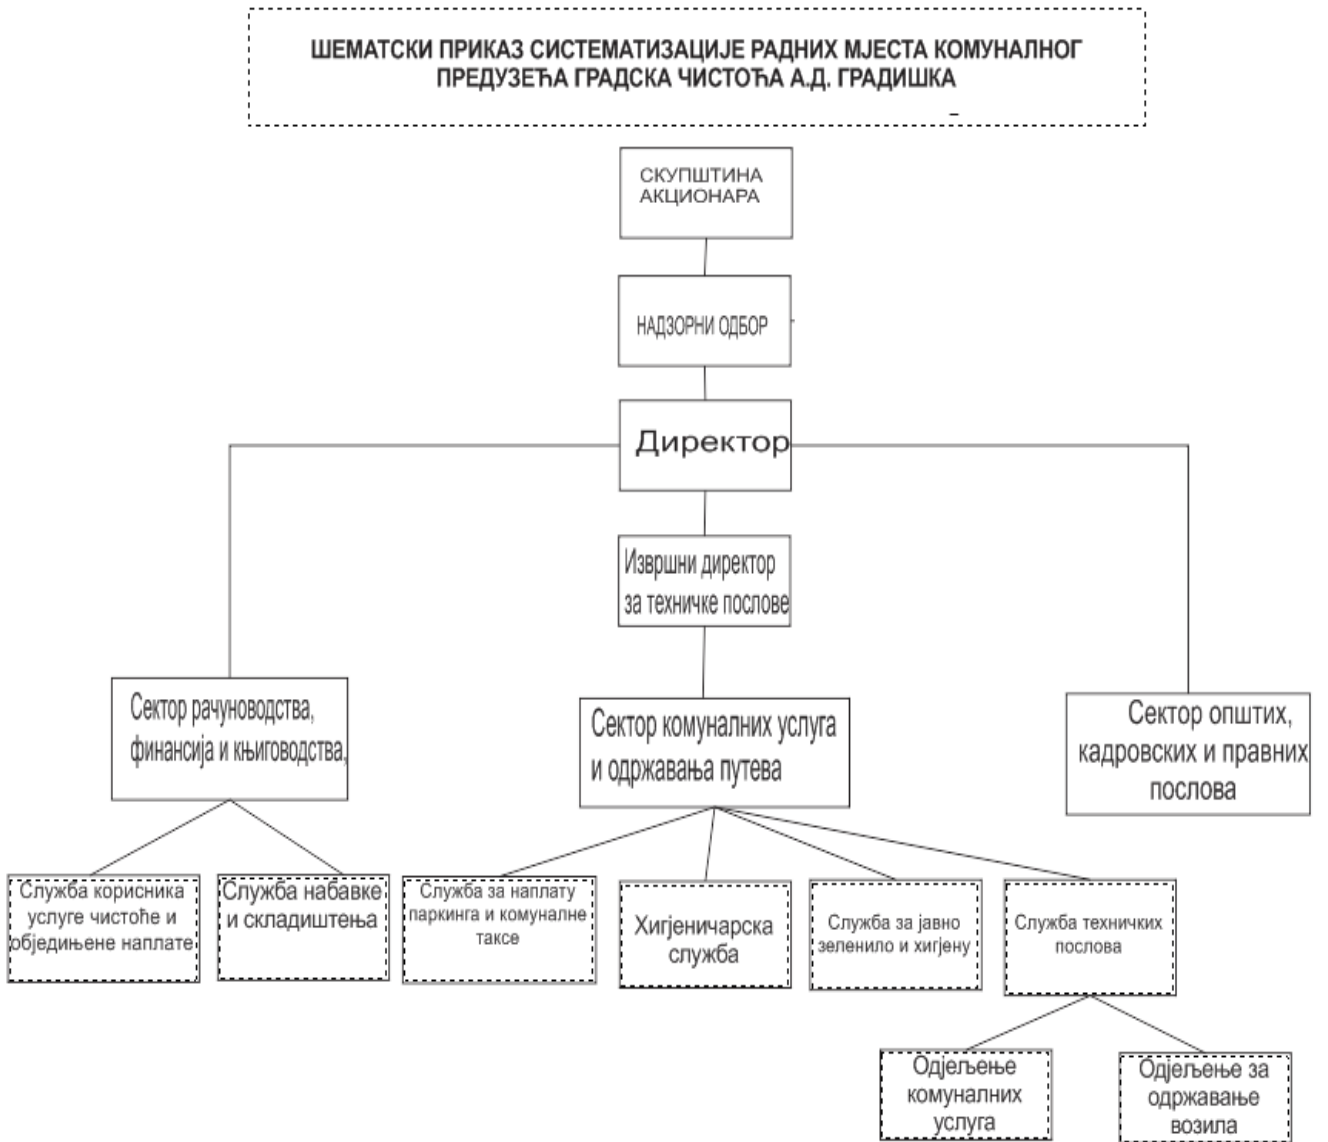 ШЕМАТСКИ ПРИКАЗ СИСТЕМАТИЗАЦИЈЕ РАДНИХ МЈЕСТА КОМУНАЛНОГ
ПРЕДУЗЕЋА ГРАДСКА ЧИСТОЋА А.Д. ГРАДИШКА
СКУПШТИНА
АКЦИОНАРА
НАДЗОРНИ ОДБОР
Директор
Извршни директор
за техничке послове
Сектор рачуноводства,
финансија и књиговодства,
Сектор комуналних услуга
и одржавања путева
Сектор општих,
кадровских и правних
послова
Служба корисника
услуге чистоће и
обједињене наплате
Служба набавке
и складиштења
Служба за наплату
паркинга и комуналне
таксе
Хигјеничарска
служба
Служба за јавно
зеленило и хигјену
Служба техничких
послова
Одјељење
комуналних
услуга
Одјељење за
одржавање
возила